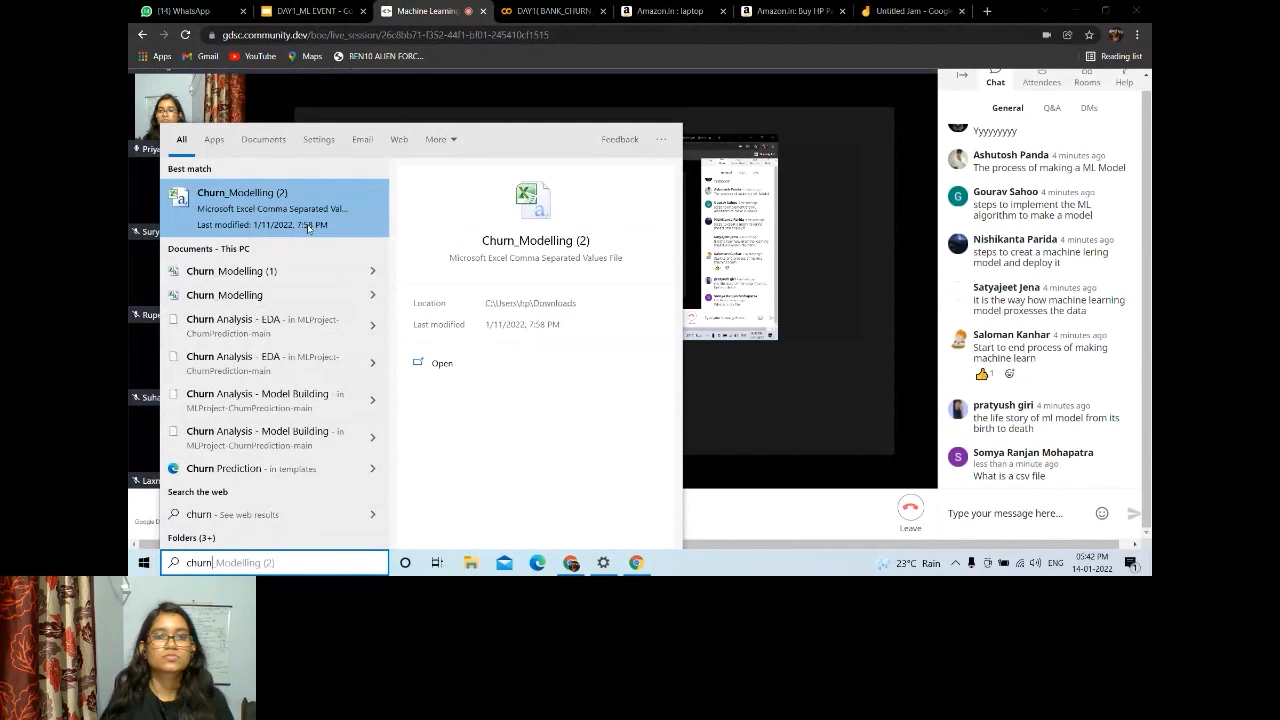 (14) WhatsApp
DAY1_ML EVENT - Go
Machine Learning
DAY1( BANK_CHURN_
Amazon.in : laptop
Amazon.in: Buy HP P
Untitled Jam - Google
gdsc.community.dev/boe/live_session/
Apps
Gmail
YouTube
Maps
BEN10 ALIEN FORC...
Reading list
Chat
Attendees
Rooms
Help
General
Q&A
DMs
Yyyyyyyy
Ashutosh Panda 4 minutes ago
The process of making a ML Model
Gourav Sahoo 4 minutes ago
steps to implement the ML
algorithm to make a model
Nishikanta Parida 4 minutes ago
steps to creat a machine lering
model and deploy it
Satyajeet Jena 4 minutes ago
it is the way how machine learning
model proxesses the data
Saloman Kanhar 4 minutes ago
Start to end process of making
machine learn
1
pratyush giri 4 minutes ago
the life story of ml model from its
birth to death
Somya Ranjan Mohapatra
less than a minute ago
What is a csv file
Type your message here...
Leave
Priya
Sury
Rupe
Suha
Laxm
Google D
All
Apps
Documents
Settings
Email
Web
More
Feedback
Best match
Churn_Modelling (2)
Microsoft Excel Comma Separated Val...
Last modified: 1/11/2022, 7:58 PM
Documents - This PC
Churn_Modelling (1)
Churn_Modelling
Churn Analysis - EDA - in MLProject-
ChurnPrediction-main
Churn Analysis - EDA - in MLProject-
ChurnPrediction-main
Churn Analysis - Model Building - in
MLProject-ChurnPrediction-main
Churn Analysis - Model Building - in
MLProject-ChurnPrediction-main
Churn Prediction - in templates
Search the web
churn - See web results
Folders (3+)
Churn_Modelling (2)
Microsoft Excel Comma Separated Values File
Location C:\Users\hp\Downloads
Last modified 1/11/2022, 7:58 PM
Open
churn_Modelling (2)
23°C Rain
ENG
05:42 PM
14-01-2022
1